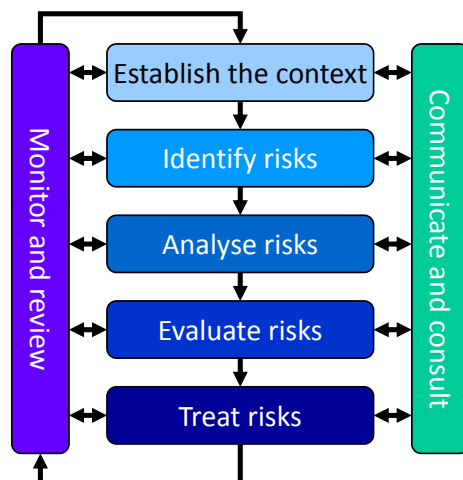 Establish the context
Identify risks
Analyse risks
Evaluate risks
Treat risks
Monitor and review
Communicate and consult